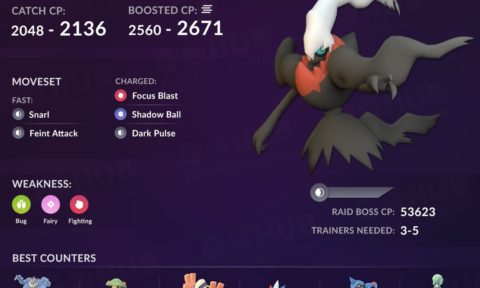 CATCH CP:
2048 - 2136
BOOSTED CP:
2560 - 2671
MOVESET
FAST:
Snarl
Feint Attack
CHARGED:
Focus Blast
Shadow Ball
Dark Pulse
WEAKNESS:
Bug
Fairy
Fighting
RAID BOSS CP: 53623
TRAINERS NEEDED: 3-5
BEST COUNTERS